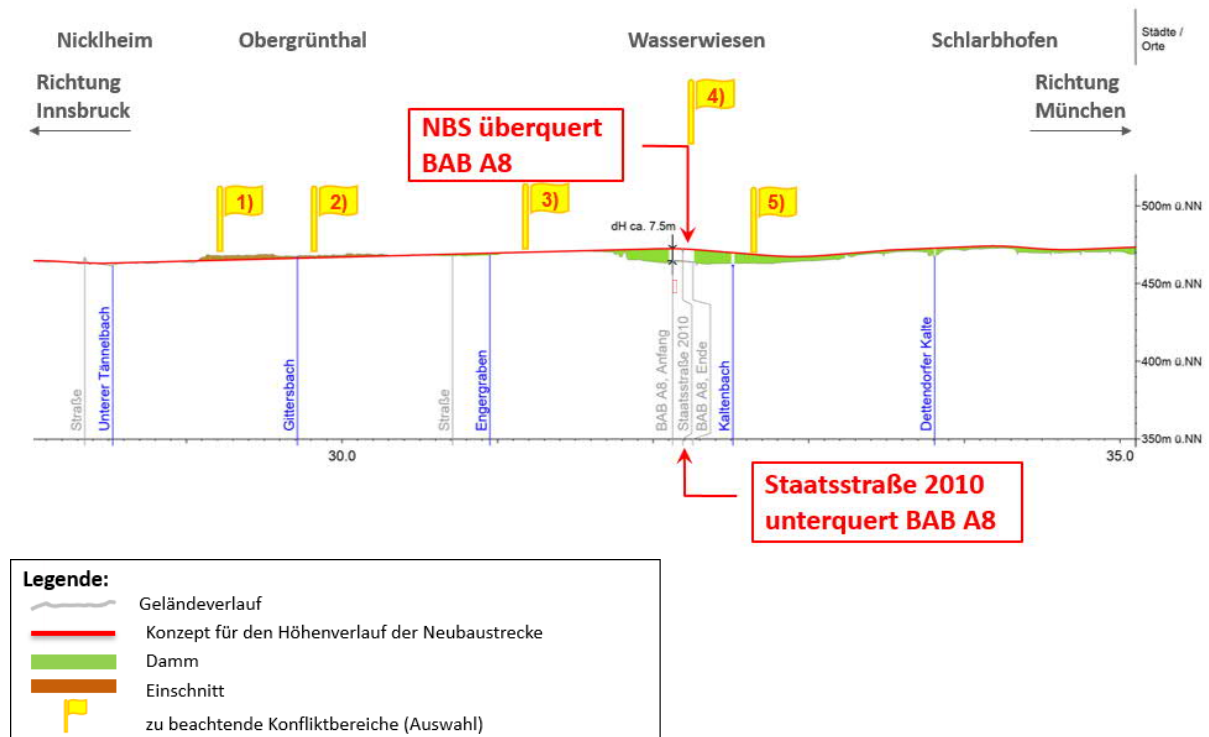 Nicklheim
Obergrünthal
Wasserwiesen
Schlarbhofen
Städte /
Orte
Richtung
Innsbruck
Richtung
München
NBS überquert
BAB A8
4)
1)
2)
3)
5)
dH ca. 7.5m
500m ü.NN
450m ü.NN
400m ü.NN
350m ü.NN
Straße
Unterer Tännelbach
Gittersbach
Straße
Engergraben
BAB A8, Anfang
Staatsstraße 2010
BAB A8, Ende
Kaltenbach
Dettendorfer Kalte
30.0
35.0
Staatsstraße 2010
unterquert BAB A8
Legende:
Geländeverlauf
Konzept für den Höhenverlauf der Neubaustrecke
Damm
Einschnitt
zu beachtende Konfliktbereiche (Auswahl)